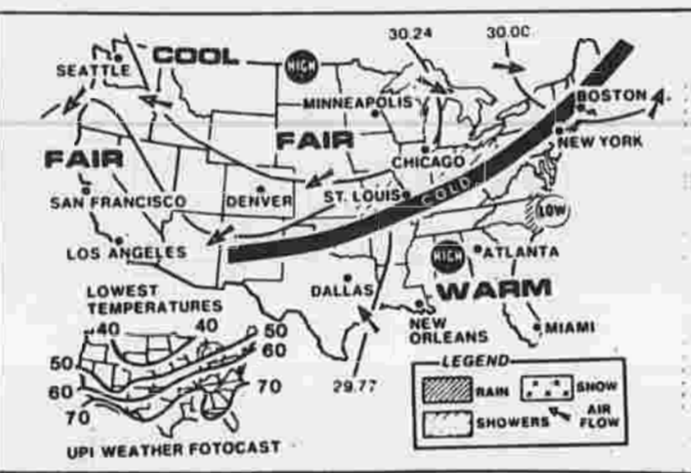 30.24
30.0C
COOL
HIGH
SEATTLE
BOSTON
MINNEAPOLIS
FAIR
NEW YORK
FAIR
CHICAGO
SAN FRANCISCO
DENVER
ST. LOUIS
COLD
LOW
LOS ANGELES
HIGH
ATLANTA
DALLAS
WARM
LOWEST
TEMPERATURES
NEW
ORLEANS
MIAMI
40
40
50
60
50
60
70
70
29.77
LEGEND
RAIN
SNOW
SHOWERS
AIR
FLOW
UPI WEATHER FOTOCAST